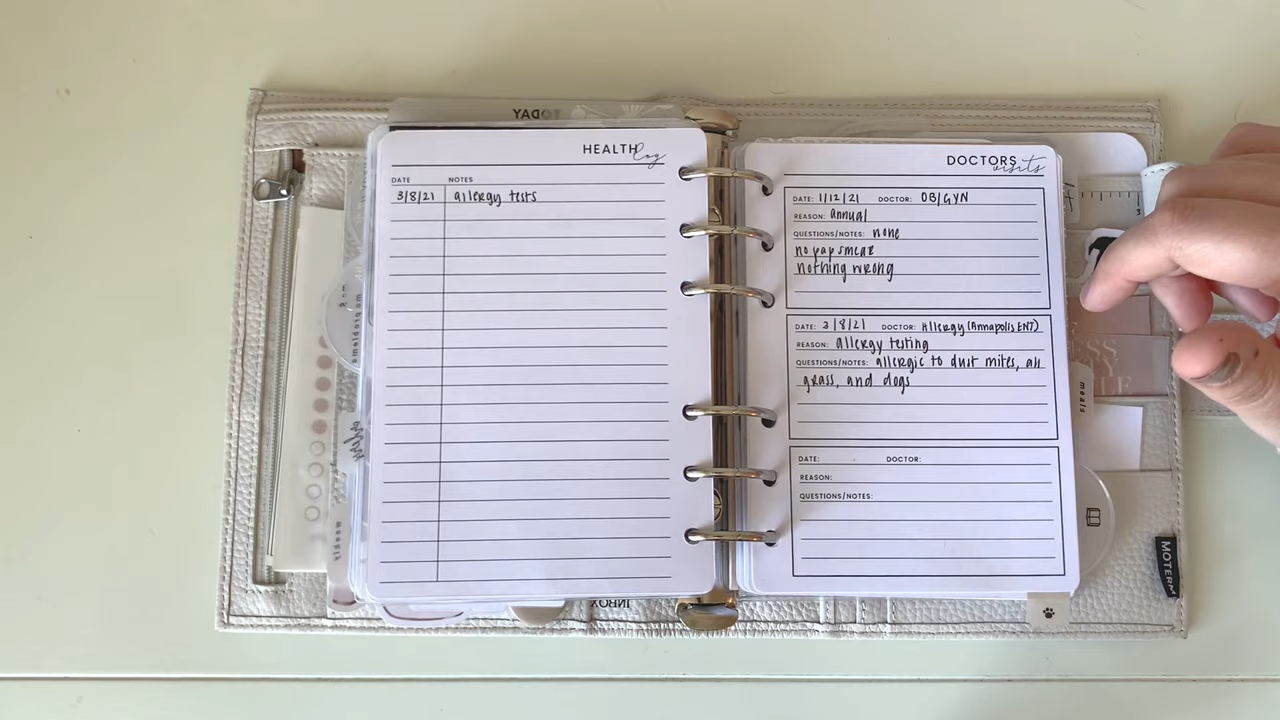 TODAY
HEALTH log
DATE NOTES
3/8/21 allergy tests
INBOX
DOCTORS visits
DATE: 1/12/21 DOCTOR: OB/GYN
REASON: annual
QUESTIONS/NOTES: none
no pap smear
nothing wrong
DATE: 3/8/21 DOCTOR: Allergy (Annapolis ENT)
REASON: allergy testing
QUESTIONS/NOTES: allergic to dust mites, all
grass, and dogs
DATE: DOCTOR:
REASON:
QUESTIONS/NOTES:
meals
3
MOTERM